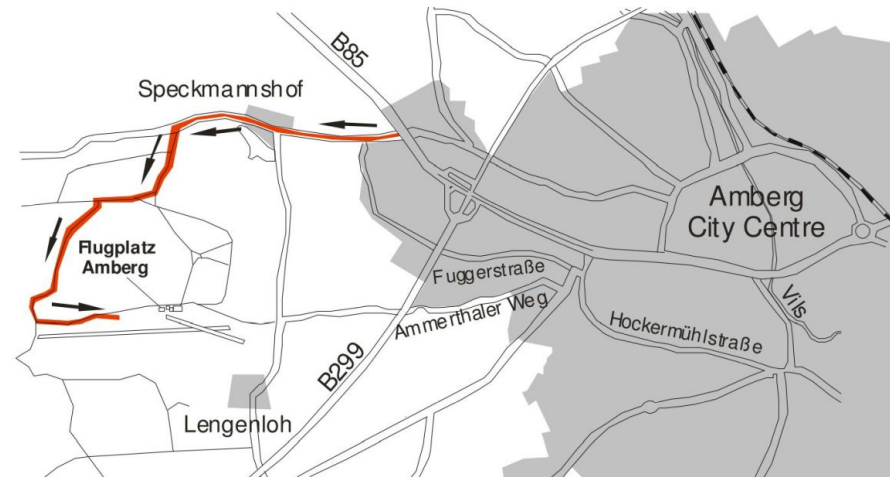 B85
Speckmannshof
Amberg
City Centre
Flugplatz
Amberg
Fuggerstraße
Ammerthaler Weg
Vils
Hockermühlstraße
B299
Lengenloh